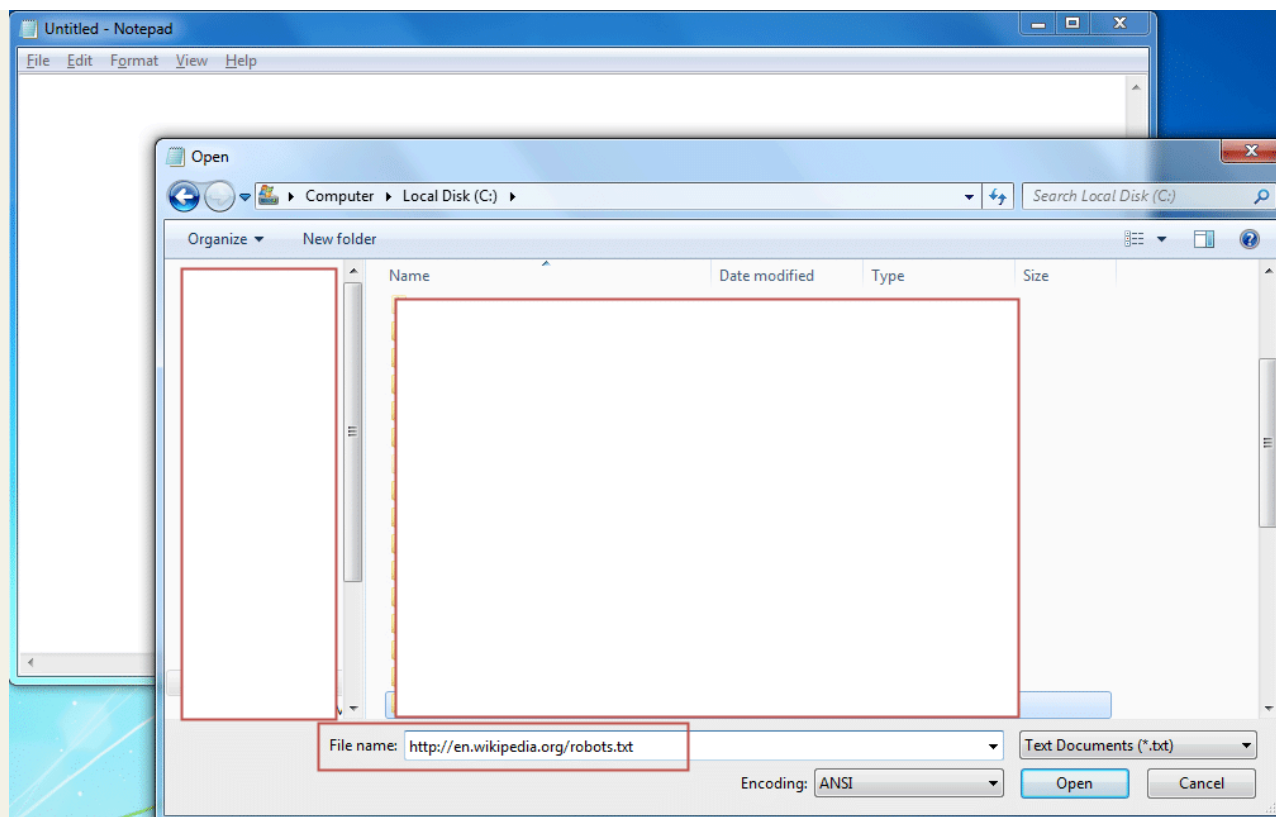 Untitled - Notepad
File Edit Format View Help
Open
Computer Local Disk (C:)
Search Local Disk (C:)
Organize New folder
Name Date modified Type Size
File name: http://en.wikipedia.org/robots.txt
Text Documents (*.txt)
Encoding: ANSI
Open Cancel